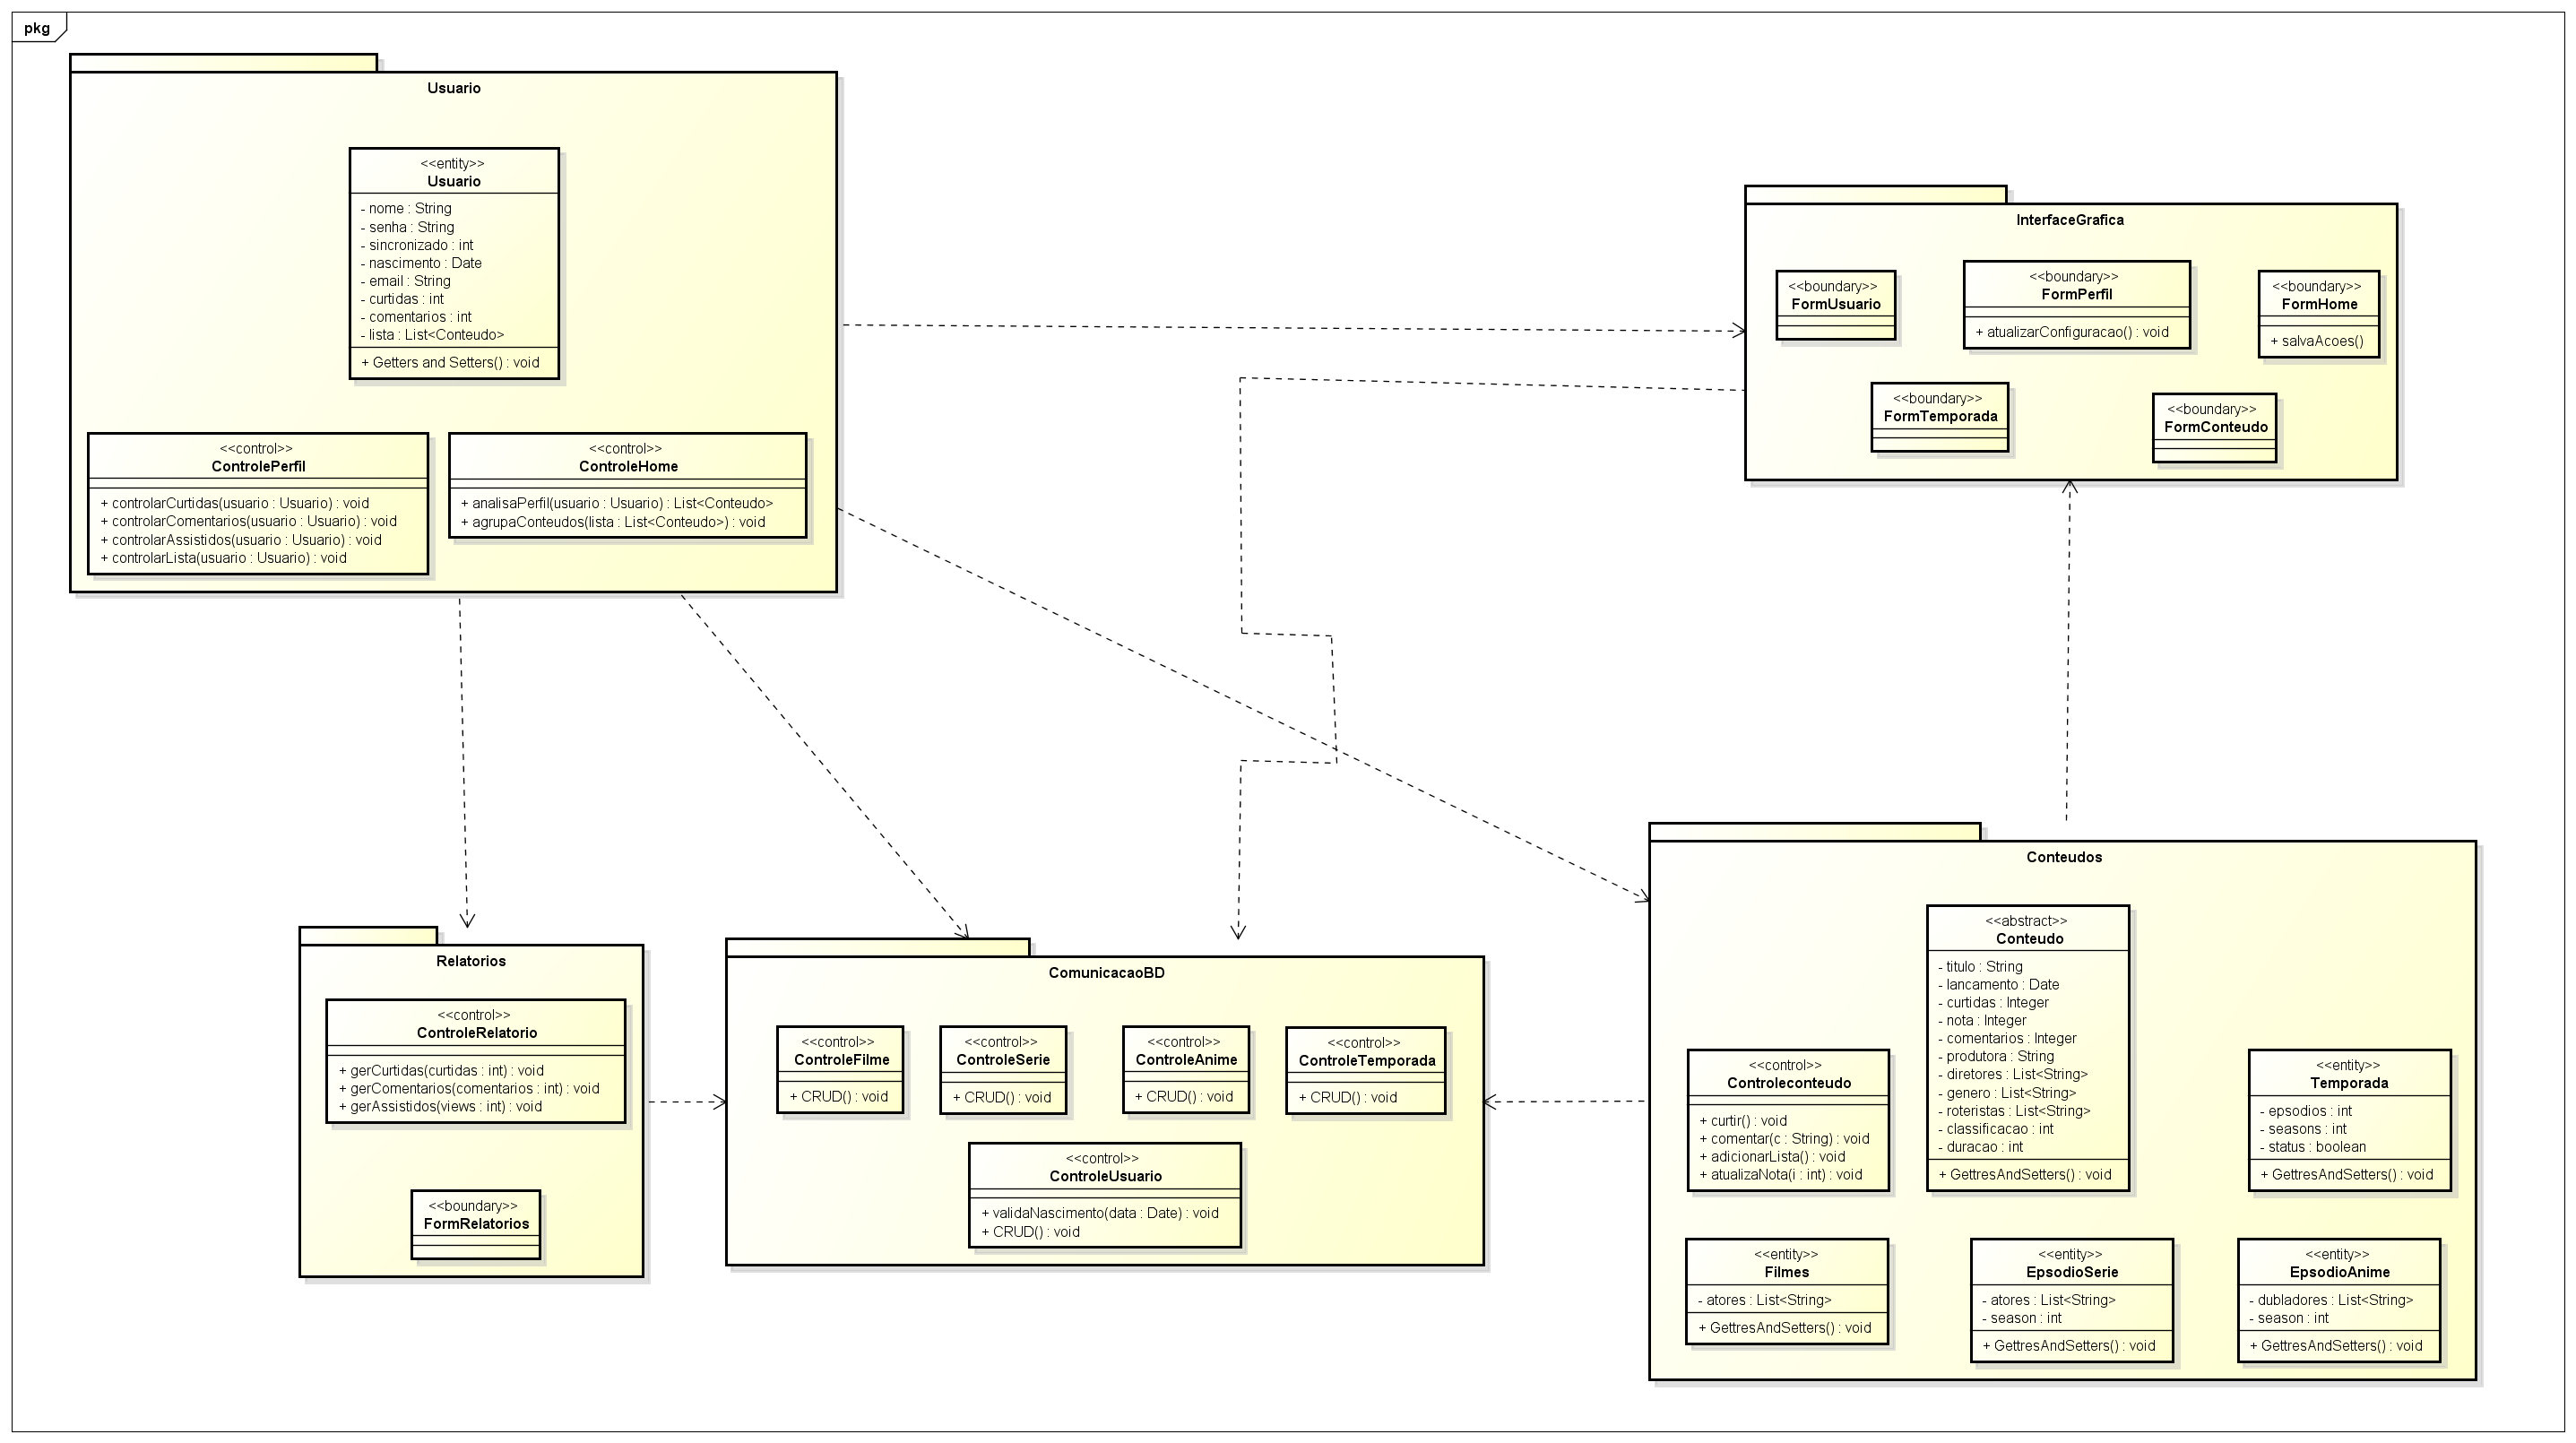 pkg
Usuario
<<entity>>
Usuario
- nome : String
- senha : String
- sincronizado : int
- nascimento : Date
- email : String
- curtidas : int
- comentarios : int
- lista : List<Conteudo>
+ Getters and Setters() : void
<<control>>
ControlePerfil
+ controlarCurtidas(usuario : Usuario) : void
+ controlarComentarios(usuario : Usuario) : void
+ controlarAssistidos(usuario : Usuario) : void
+ controlarLista(usuario : Usuario) : void
<<control>>
ControleHome
+ analisaPerfil(usuario : Usuario) : List<Conteudo>
+ agrupaConteudos(lista : List<Conteudo>) : void
InterfaceGrafica
<<boundary>>
FormUsuario
<<boundary>>
FormPerfil
+ atualizarConfiguracao() : void
<<boundary>>
FormHome
+ salvaAcoes()
<<boundary>>
FormTemporada
<<boundary>>
FormConteudo
Relatorios
<<control>>
ControleRelatorio
+ gerCurtidas(curtidas : int) : void
+ gerComentarios(comentarios : int) : void
+ gerAssistidos(views : int) : void
<<boundary>>
FormRelatorios
ComunicacaoBD
<<control>>
ControleFilme
+ CRUD() : void
<<control>>
ControleSerie
+ CRUD() : void
<<control>>
ControleAnime
+ CRUD() : void
<<control>>
ControleTemporada
+ CRUD() : void
<<control>>
ControleUsuario
+ validaNascimento(data : Date) : void
+ CRUD() : void
Conteudos
<<abstract>>
Conteudo
- titulo : String
- lancamento : Date
- curtidas : Integer
- nota : Integer
- comentarios : Integer
- produtora : String
- diretores : List<String>
- genero : List<String>
- roteristas : List<String>
- classificacao : int
- duracao : int
+ GettresAndSetters() : void
<<control>>
Controleconteudo
+ curtir() : void
+ comentar(c : String) : void
+ adicionarLista() : void
+ atualizaNota(i : int) : void
<<entity>>
Temporada
- epsodios : int
- seasons : int
- status : boolean
+ GettresAndSetters() : void
<<entity>>
Filmes
- atores : List<String>
+ GettresAndSetters() : void
<<entity>>
EpsodioSerie
- atores : List<String>
- season : int
+ GettresAndSetters() : void
<<entity>>
EpsodioAnime
- dubladores : List<String>
- season : int
+ GettresAndSetters() : void